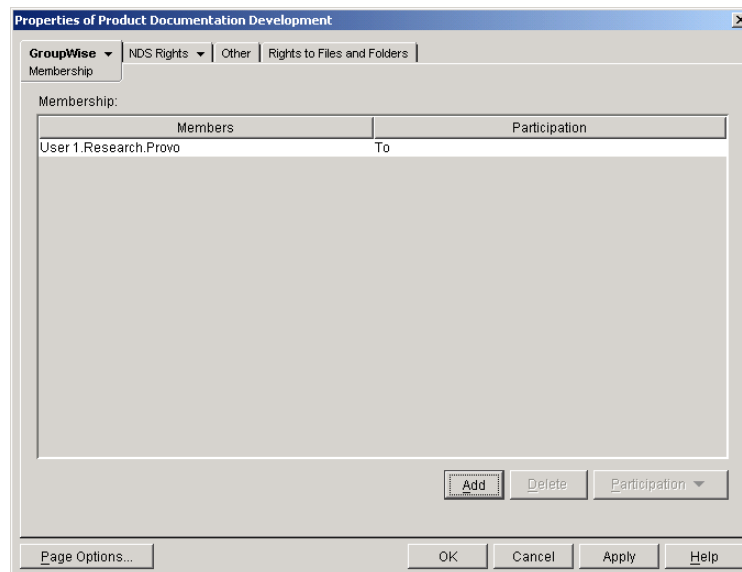 Properties of Product Documentation Development
GroupWise NDS Rights Other Rights to Files and Folders
Membership
Membership:
Members Participation
User 1.Research.Provo To
Add Delete Participation
Page Options... OK Cancel Apply Help